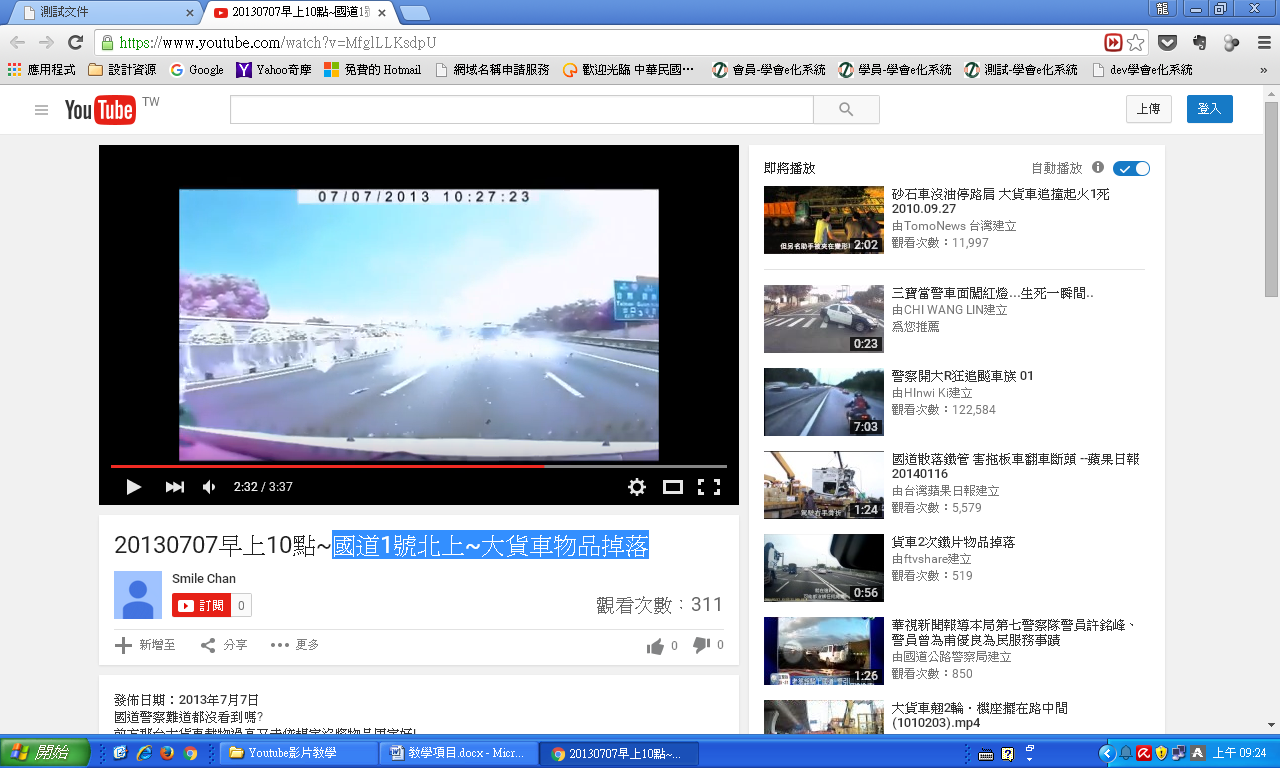 測試文件
20130707早上10點~國道1號
龍
https://www.youtube.com/watch?v=MfglLLKsdpU
應用程式
設計資源
Google
Yahoo奇摩
免費的 Hotmail
網域名稱申請服務
歡迎光臨 中華民國…
會員-學會e化系統
學員-學會e化系統
測試-學會e化系統
dev學會e化系統
»
YouTube TW
上傳
登入
07/07/2013 10:27:23
2:32 / 3:37
20130707早上10點~國道1號北上~大貨車物品掉落
Smile Chan
訂閱 0
觀看次數：311
新增至
分享
更多
0
0
發佈日期：2013年7月7日
國道警察難道都沒看到嗎?
即將播放
自動播放
砂石車沒油停路肩 大貨車追撞起火1死
2010.09.27
由TomoNews 台灣建立
觀看次數：11,997
2:02
三寶當警車面闖紅燈...生死一瞬間..
由CHI WANG LIN建立
為您推薦
0:23
警察開大R狂追飈車族 01
由HInwi Ki建立
觀看次數：122,584
7:03
國道散落鐵管 害拖板車翻車斷頭 --蘋果日報
20140116
由台灣蘋果日報建立
觀看次數：5,579
1:24
貨車2次鐵片物品掉落
由ftvshare建立
觀看次數：519
0:56
華視新聞報導本局第七警察隊警員許銘峰、
警員曾為甫優良為民服務事蹟
由國道公路警察局建立
觀看次數：850
1:26
大貨車翹2輪，橫座擺在路中間
(1010203).mp4
開始
Youtube影片教學
教學項目.docx - Micr...
20130707早上10點~...
上午 09:24